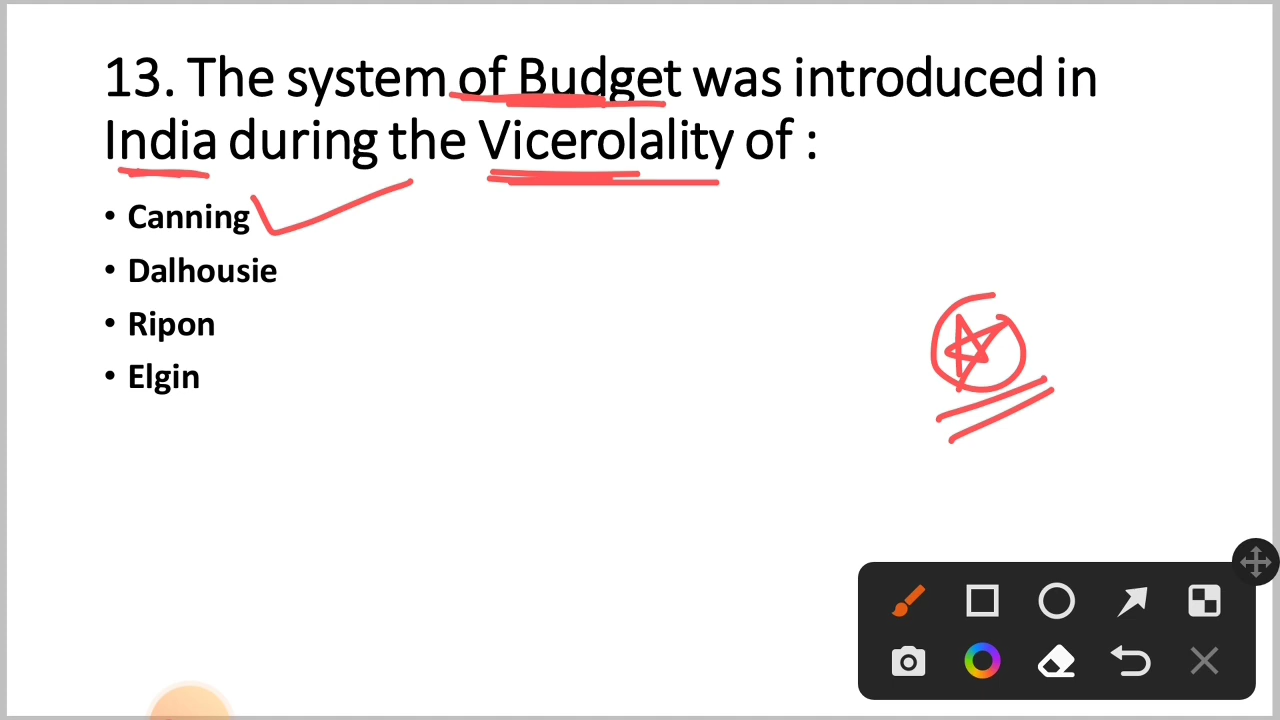 13. The system of Budget was introduced in
India during the Vicerolality of :
• Canning
• Dalhousie
• Ripon
• Elgin